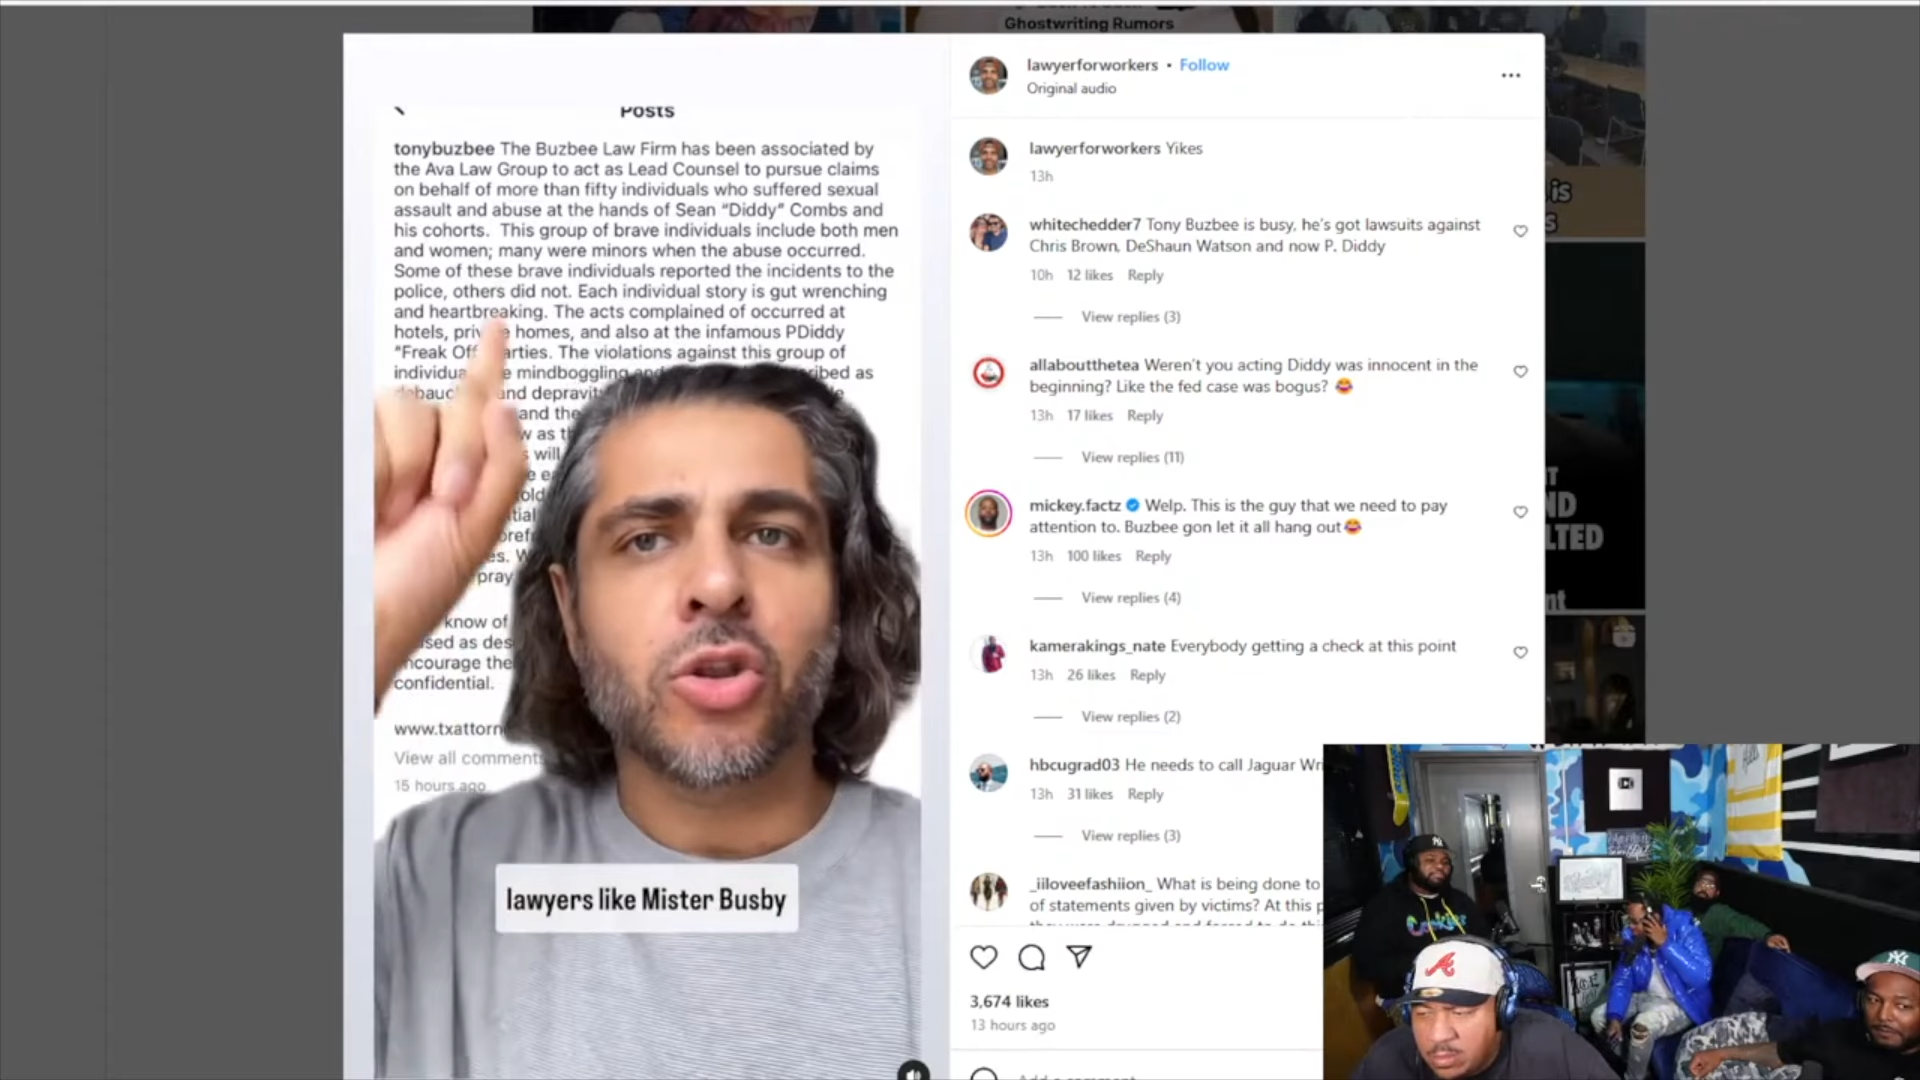 Ghostwriting Rumors
Posts
tonybuzbee The Buzbee Law Firm has been associated by
the Ava Law Group to act as Lead Counsel to pursue claims
on behalf of more than fifty individuals who suffered sexual
assault and abuse at the hands of Sean “Diddy” Combs and
his cohorts. This group of brave individuals include both men
and women; many were minors when the abuse occurred.
Some of these brave individuals reported the incidents to the
police, others did not. Each individual story is gut wrenching
and heartbreaking. The acts complained of occurred at
hotels, homes, and also at the infamous PDiddy
“Freak Off arties. The violations against this group of
individua mindboggling and
and depravit
and the
w as th
will
pray
know of
as des
confidential.
www.txattorn
View all comments
15 hours ago
lawyers like Mister Busby
lawyerforworkers • Follow
Original audio
lawyerforworkers Yikes
13h
whitechedder7 Tony Buzbee is busy, he's got lawsuits against
Chris Brown, DeShaun Watson and now P. Diddy
10h 12 likes Reply
View replies (3)
allaboutthetea Weren't you acting Diddy was innocent in the
beginning? Like the fed case was bogus? 😂
13h 17 likes Reply
View replies (11)
mickey.factz Welp. This is the guy that we need to pay
attention to. Buzbee gon let it all hang out😂
13h 100 likes Reply
View replies (4)
kamerakings_nate Everybody getting a check at this point
13h 26 likes Reply
View replies (2)
hbcugrad03 He needs to call Jaguar Wri
13h 31 likes Reply
View replies (3)
_iiloveefashiion_ What is being done to
of statements given by victims? At this p
3,674 likes
13 hours ago
Add a comment
is
S
LTED